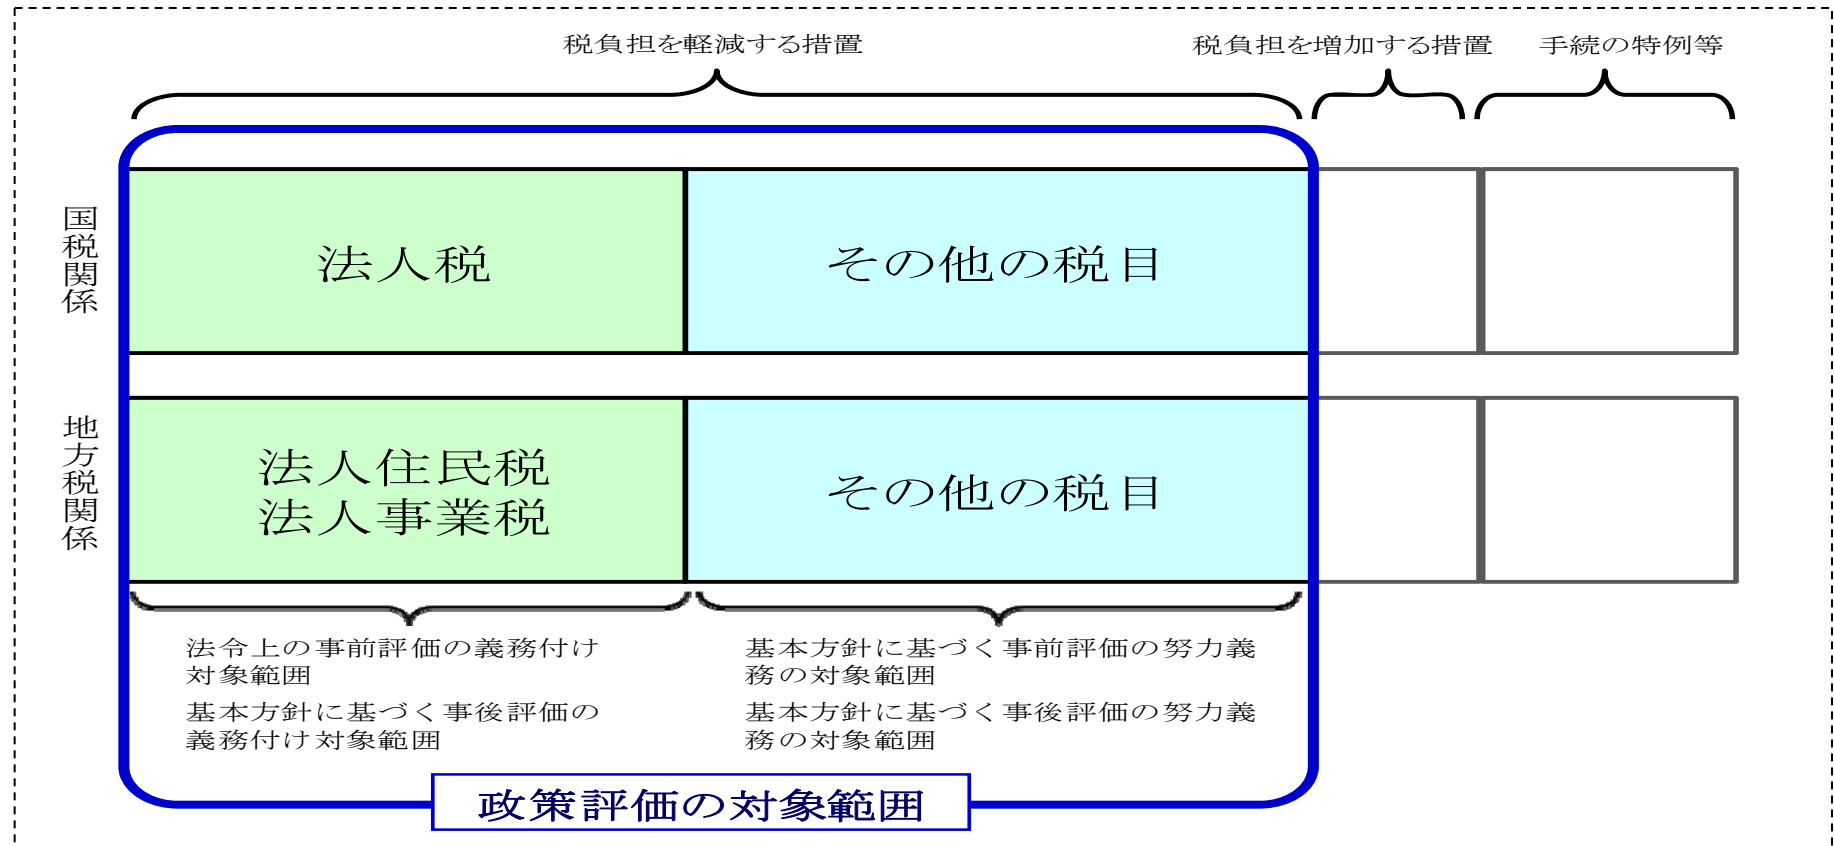 税負担を軽減する措置
税負担を増加する措置
手続の特例等
国税関係
法人税
その他の税目
地方税関係
法人住民税
法人事業税
その他の税目
法令上の事前評価の義務付け
対象範囲
基本方針に基づく事後評価の
義務付け対象範囲
基本方針に基づく事前評価の努力義
務の対象範囲
基本方針に基づく事後評価の努力義
務の対象範囲
政策評価の対象範囲